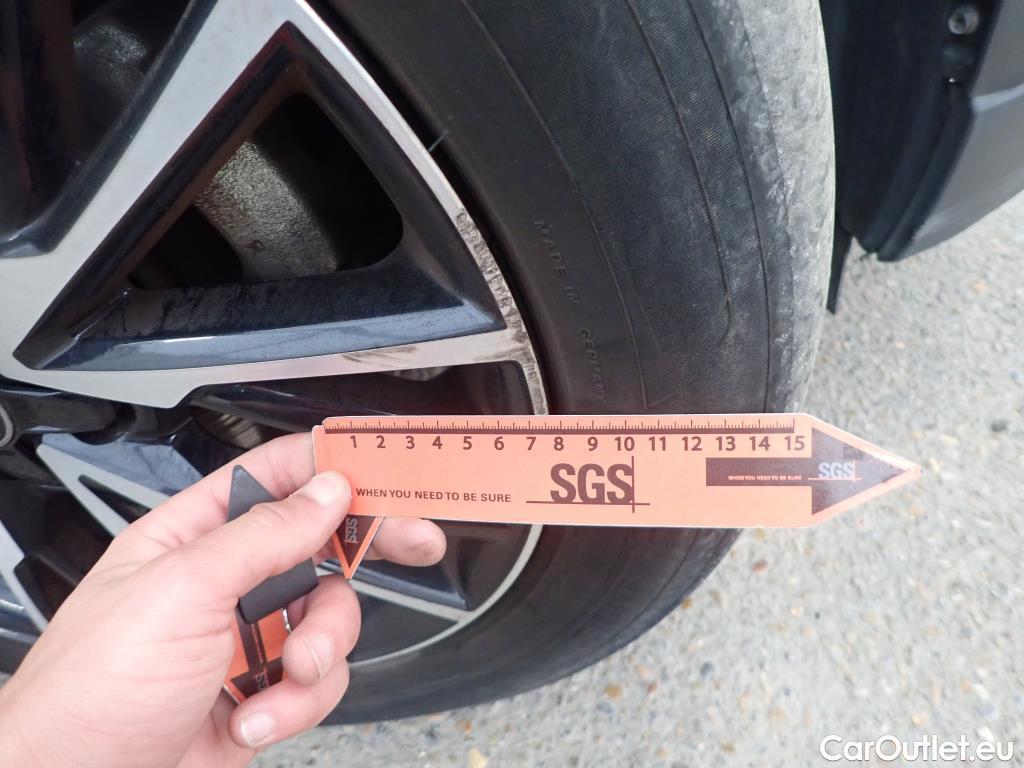 MADE IN GERMANY
1 2 3 4 5 6 7 8 9 10 11 12 13 14 15
WHEN YOU NEED TO BE SURE
SGS
WHEN YOU NEED TO BE SURE
SGS
SGS
CarOutlet.eu